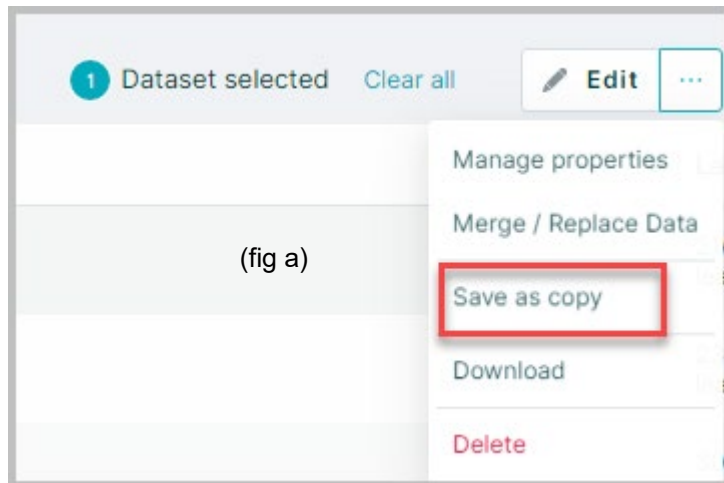 1 Dataset selected Clear all Edit ...
Manage properties
Merge / Replace Data
(fig a)
Save as copy
Download
Delete